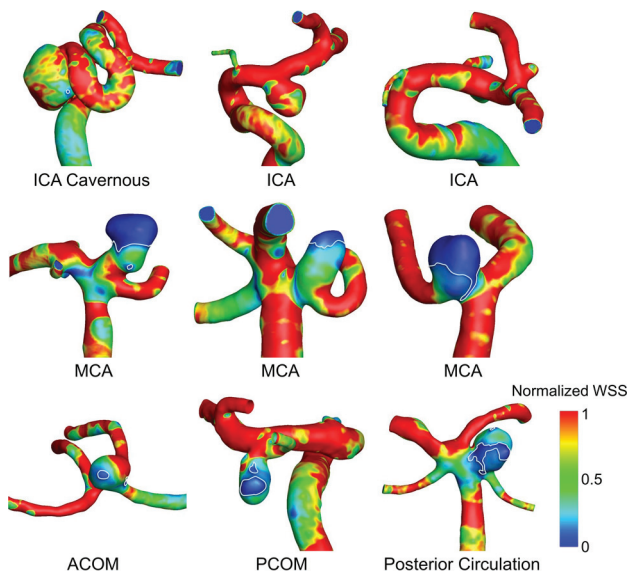 ICA Cavernous
ICA
ICA
MCA
MCA
MCA
Normalized WSS
1
0.5
0
ACOM
PCOM
Posterior Circulation